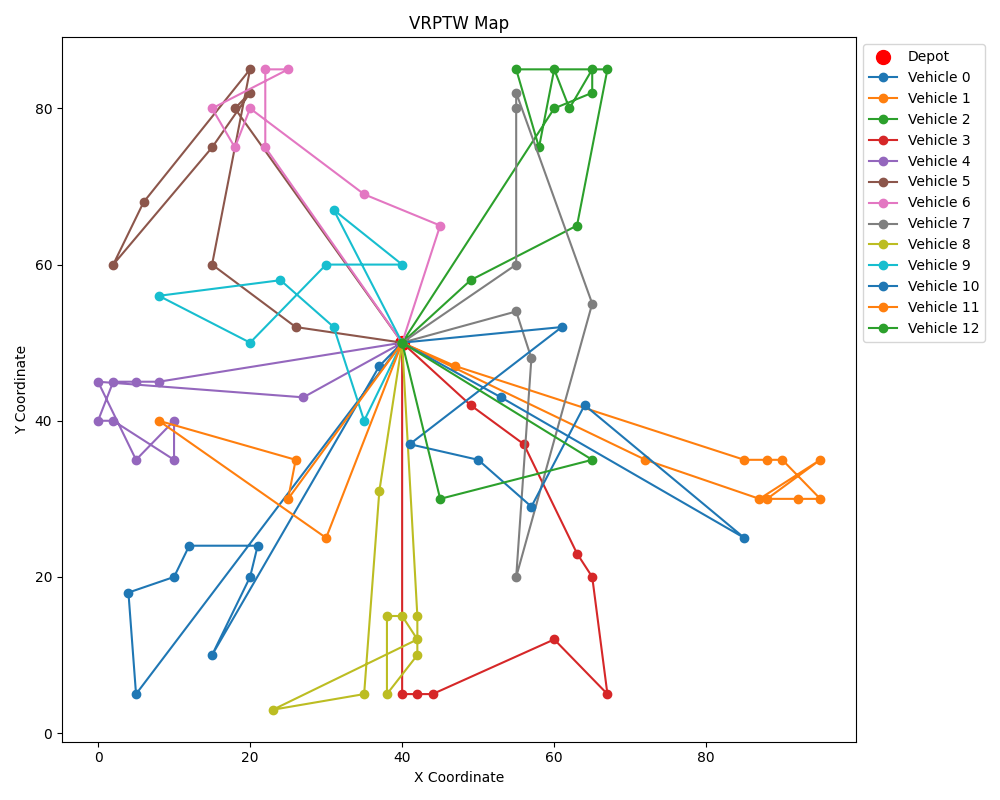 VRPTW Map
Depot
Vehicle 0
Vehicle 1
Vehicle 2
Vehicle 3
Vehicle 4
Vehicle 5
Vehicle 6
Vehicle 7
Vehicle 8
Vehicle 9
Vehicle 10
Vehicle 11
Vehicle 12
Y Coordinate
80
60
40
20
0
0 20 40 60 80
X Coordinate